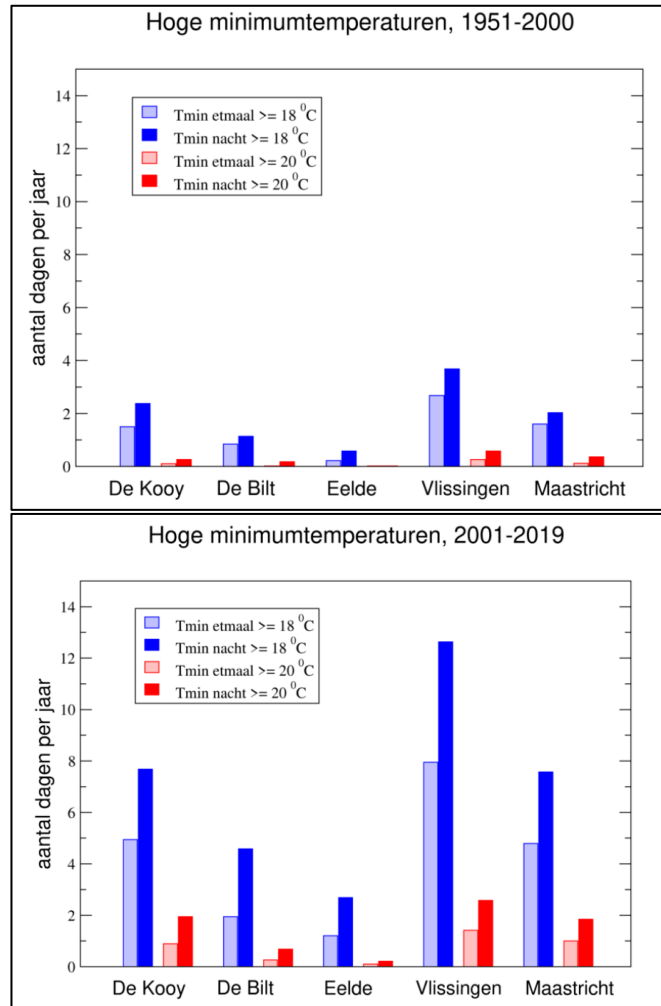 Hoge minimumtemperaturen, 1951-2000
aantal dagen per jaar
14
12
10
8
6
4
2
0
Tmin etmaal >= 18 ⁰C
Tmin nacht >= 18 ⁰C
Tmin etmaal >= 20 ⁰C
Tmin nacht >= 20 ⁰C
De Kooy De Bilt Eelde Vlissingen Maastricht
Hoge minimumtemperaturen, 2001-2019
aantal dagen per jaar
14
12
10
8
6
4
2
0
Tmin etmaal >= 18 ⁰C
Tmin nacht >= 18 ⁰C
Tmin etmaal >= 20 ⁰C
Tmin nacht >= 20 ⁰C
De Kooy De Bilt Eelde Vlissingen Maastricht